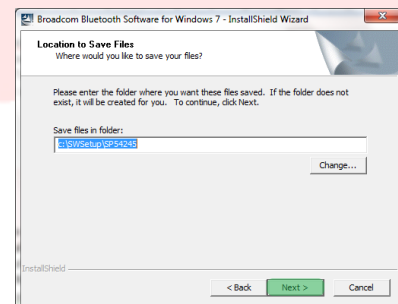 Broadcom Bluetooth Software for Windows 7 - InstallShield Wizard
Location to Save Files
Where would you like to save your files?
Please enter the folder where you want these files saved. If the folder does not
exist, it will be created for you. To continue, click Next.
Save files in folder:
c:\SWSetup\SP54245
Change...
InstallShield
< Back Next > Cancel